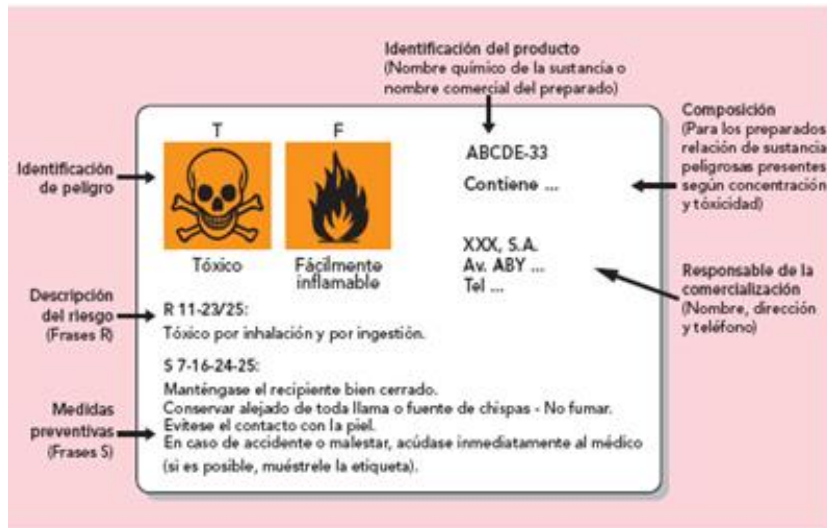 Identificación del producto
(Nombre químico de la sustancia o
nombre comercial del preparado)
Composición
(Para los preparados
relación de sustancia
peligrosas presentes
según concentración
y tóxicidad)
Identificación
de peligro
T
F
Tóxico
Fácilmente
inflamable
ABCDE-33
Contiene ...
XXX, S.A.
Av. ABY ...
Tel ...
Responsable de la
comercialización
(Nombre, dirección
y teléfono)
Descripción
del riesgo
(Frases R)
R 11-23/25:
Tóxico por inhalación y por ingestión.
S 7-16-24-25:
Manténgase el recipiente bien cerrado.
Conservar alejado de toda llama o fuente de chispas - No fumar.
Evítese el contacto con la piel.
En caso de accidente o malestar, acúdase inmediatamente al médico
(si es posible, muéstrele la etiqueta).
Medidas
preventivas
(Frases S)